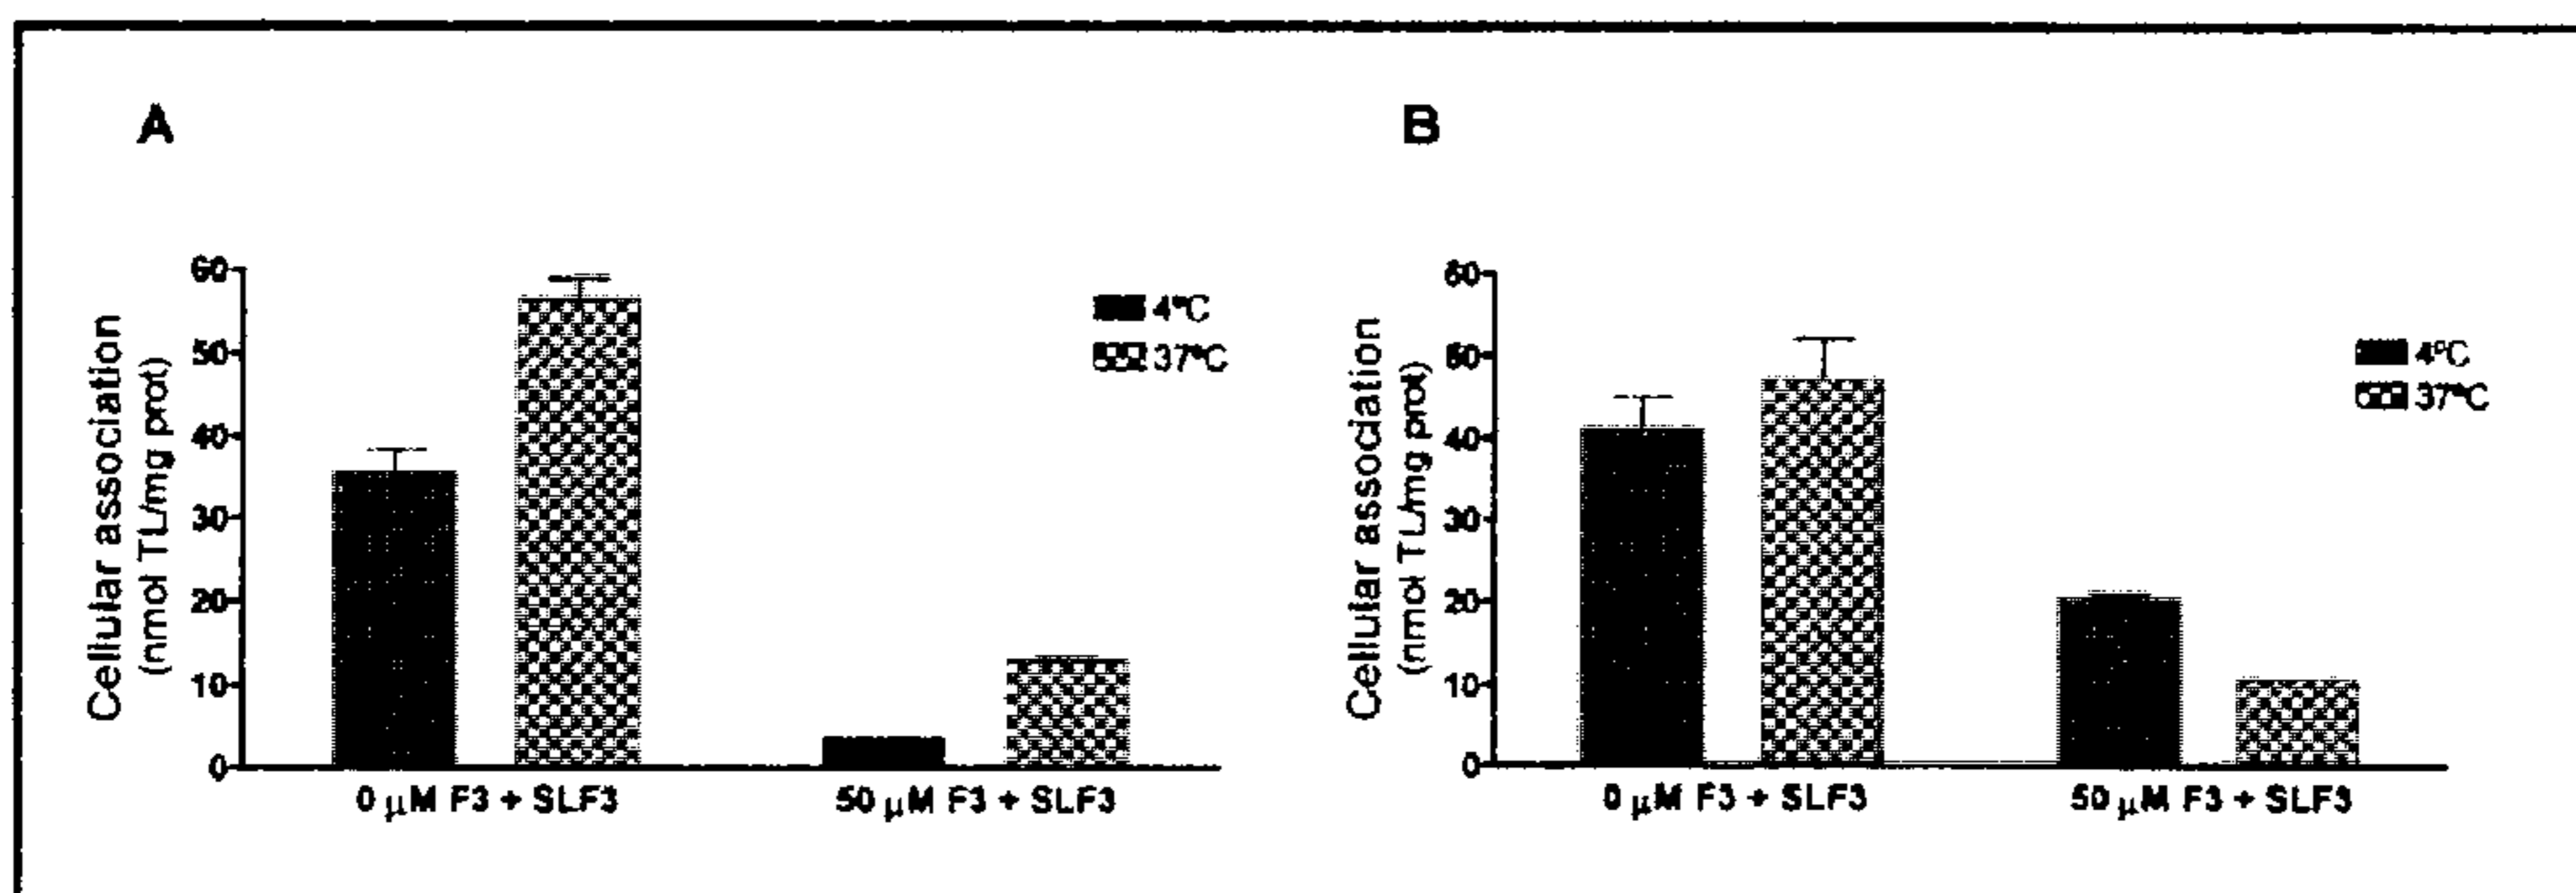 A
B
Cellular association
(nmol TL/mg prot)
60
50
40
30
20
10
0
4°C
37°C
0 μM F3 + SLF3
50 μM F3 + SLF3
Cellular association
(nmol TL/mg prot)
60
50
40
30
20
10
0
4°C
37°C
0 μM F3 + SLF3
50 μM F3 + SLF3